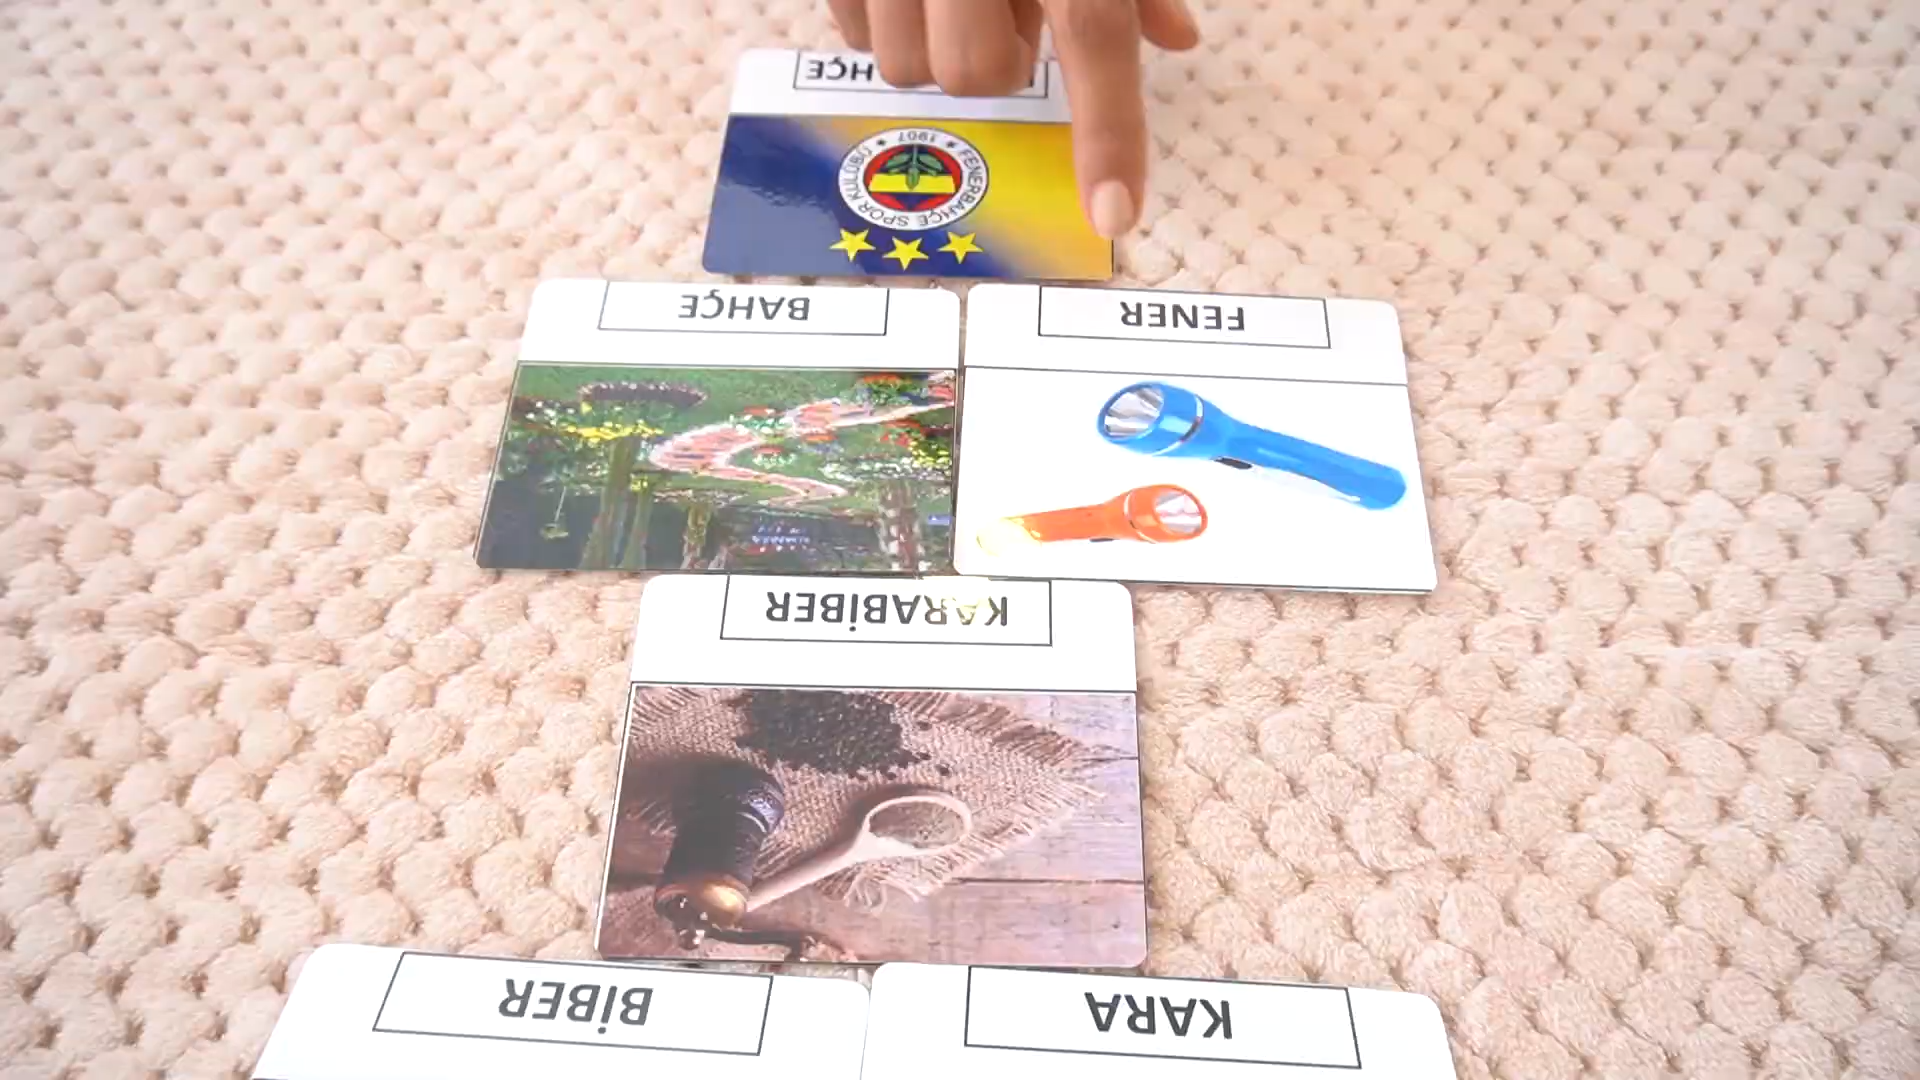 1907
FENERBAHÇE SPOR KULÜBÜ
FENER
BAHÇE
KARABİBER
KARA
BİBER